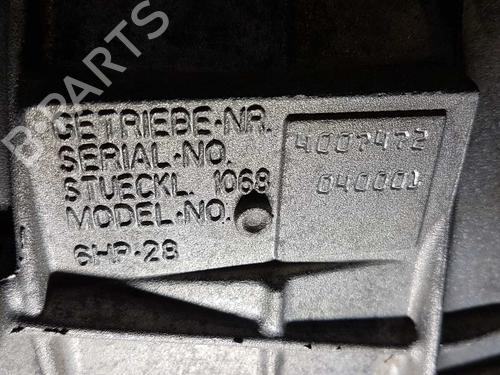 GETRIEBE-NR.
SERIAL-NO. 4007472
STUECKL. 1068 040001
MODEL-NO.
6HP-28
B-PARTS